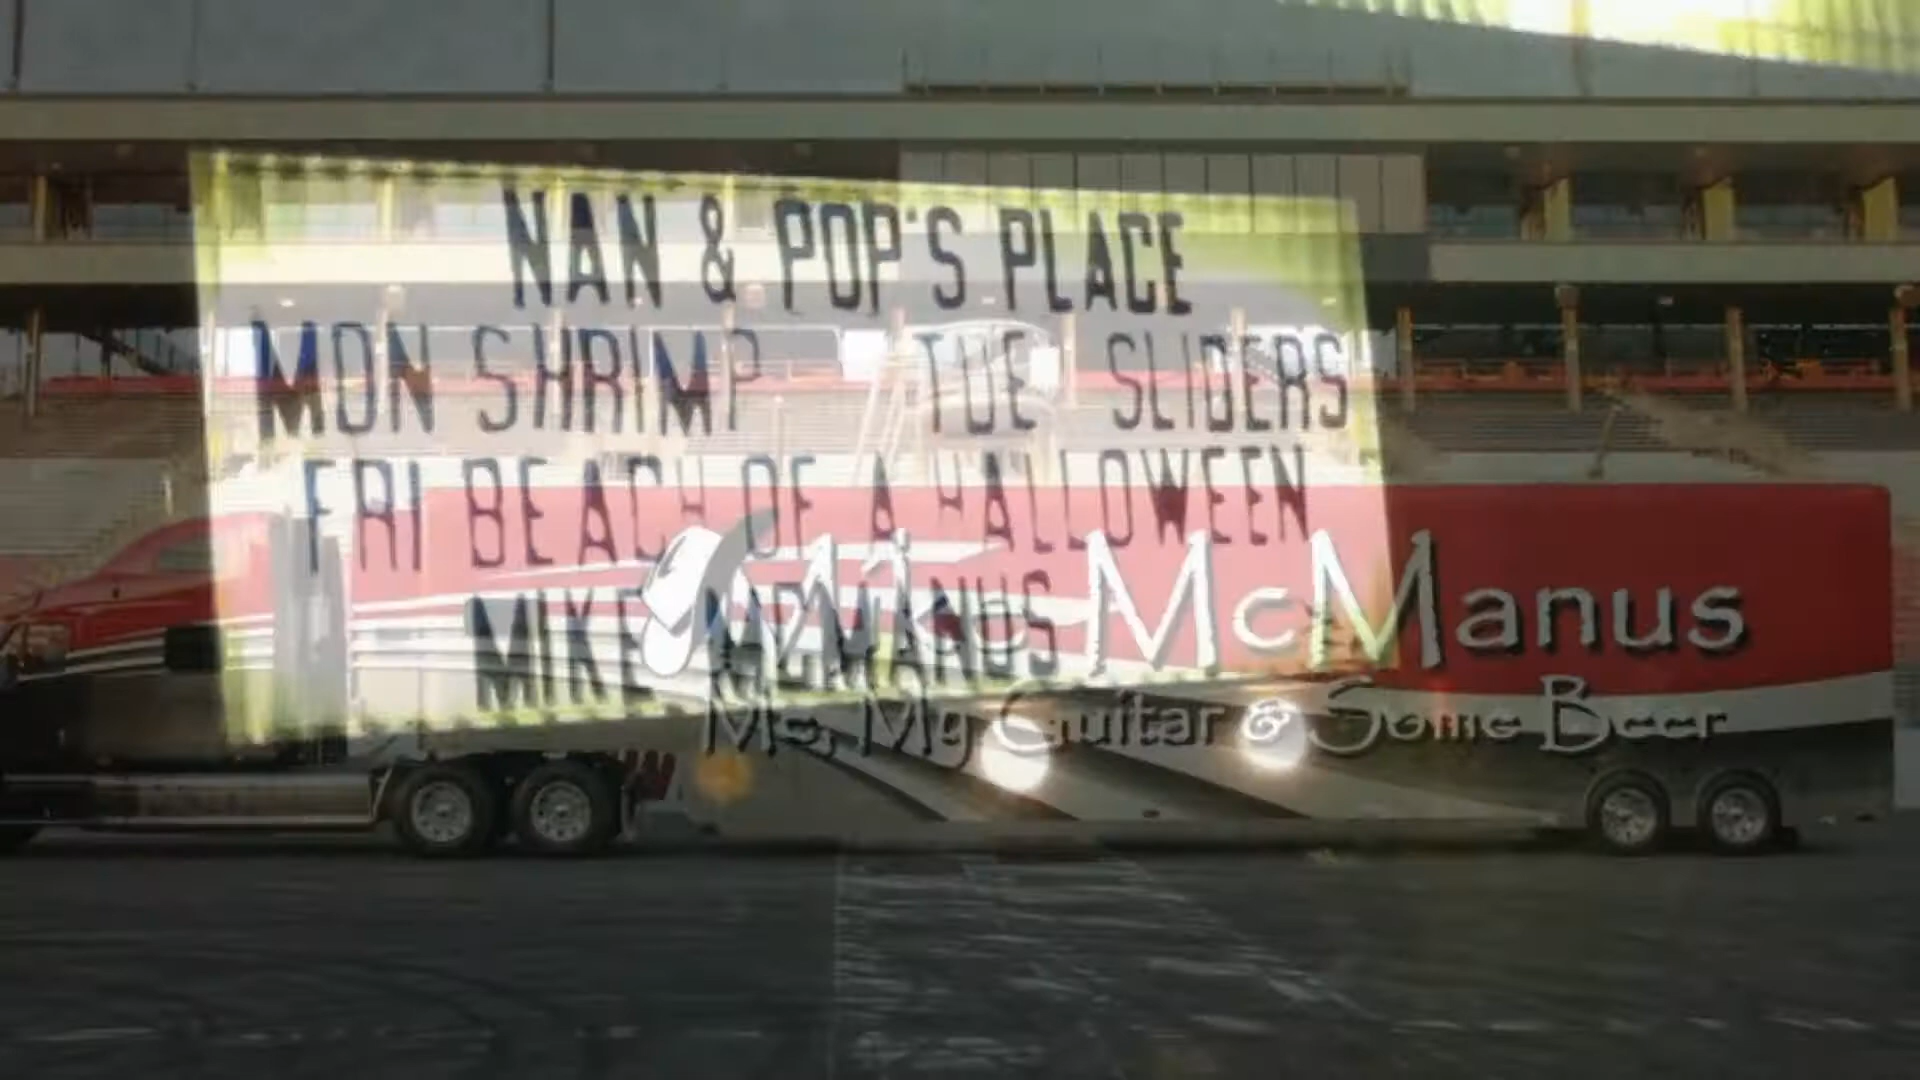 NAN & POP'S PLACE
MON SHRIMP TUE SLIDERS
FRI BEACH OF A HALLOWEEN
MIKE MCMANUS
Mike McManus
Me, My Guitar & Some Beer